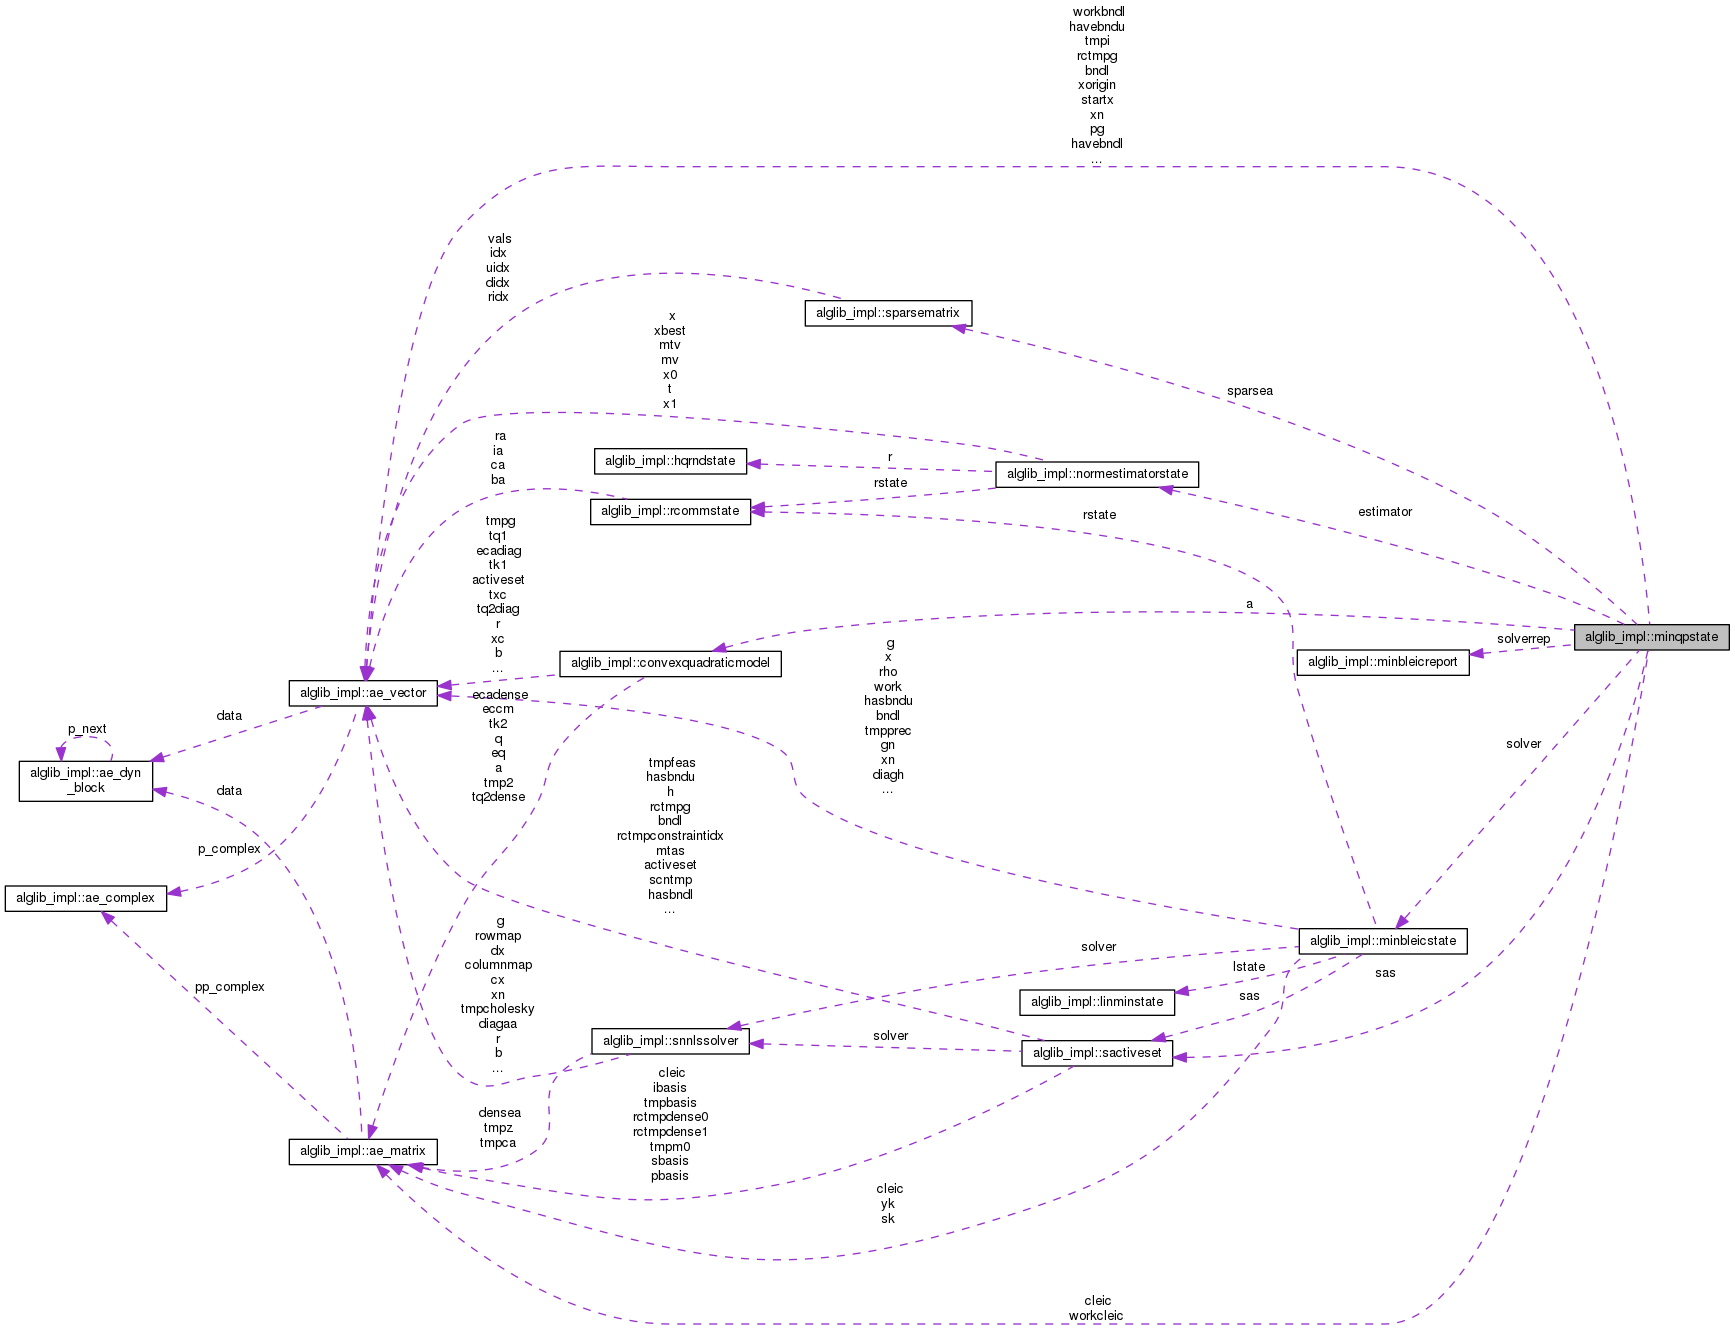 workbndl
havebndu
tmpi
rctmpg
bndl
xorigin
startx
xn
pg
havebndl
...
vals
idx
uidx
didx
ridx
alglib_impl::sparsematrix
x
xbest
mtv
mv
x0
t
x1
sparsea
ra
ia
ca
ba
alglib_impl::hqrndstate
r
alglib_impl::normestimatorstate
rstate
alglib_impl::rcommstate
rstate
estimator
tmpg
tq1
ecadiag
tk1
activeset
txc
tq2diag
r
xc
b
...
a
alglib_impl::minqpstate
solverrep
alglib_impl::minbleicreport
alglib_impl::convexquadraticmodel
g
x
rho
work
hasbndu
bndl
tmpprec
gn
xn
diagh
...
alglib_impl::ae_vector
ecadense
eccm
tk2
q
eq
a
tmp2
tq2dense
data
p_next
alglib_impl::ae_dyn
_block
data
solver
tmpfeas
hasbndu
h
rctmpg
bndl
rctmpconstraintidx
mtas
activeset
scntmp
hasbndl
...
p_complex
alglib_impl::ae_complex
pp_complex
g
rowmap
dx
columnmap
cx
xn
tmpcholesky
diagaa
r
b
...
alglib_impl::minbleicstate
solver
lstate
sas
sas
alglib_impl::linminstate
alglib_impl::snnlssolver
solver
alglib_impl::sactiveset
cleic
ibasis
tmpbasis
rctmpdense0
rctmpdense1
tmpm0
sbasis
pbasis
densea
tmpz
tmpca
alglib_impl::ae_matrix
cleic
yk
sk
cleic
workcleic